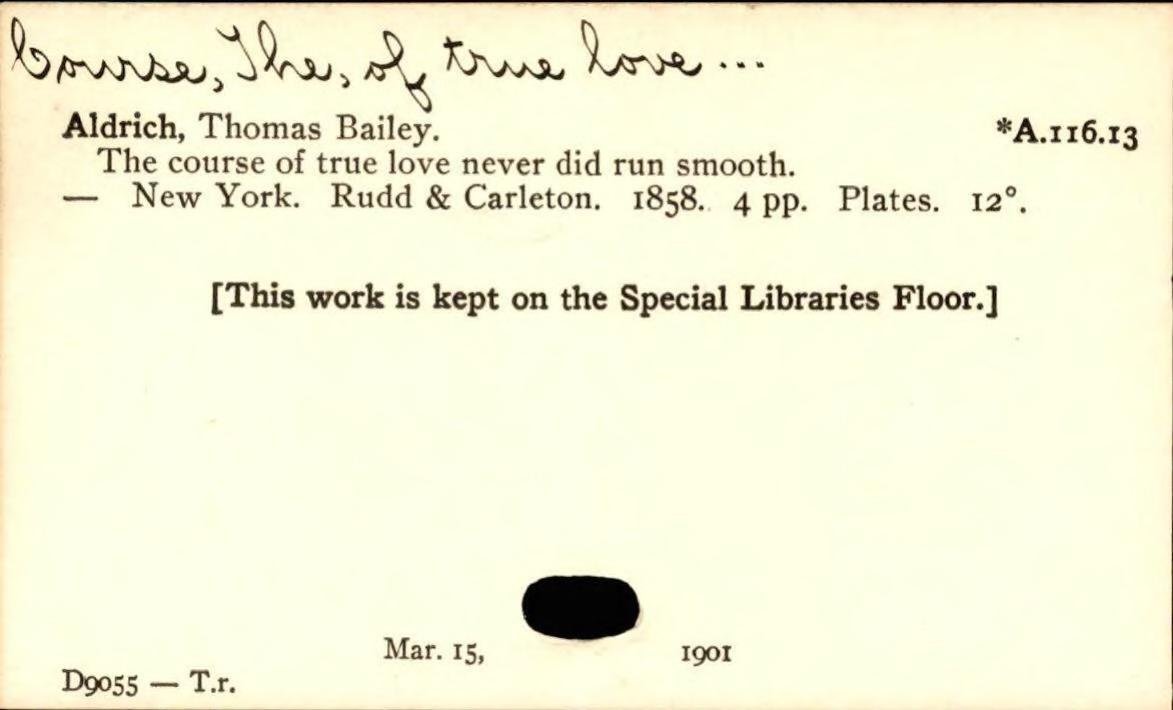 Course, The, of true love ...
Aldrich, Thomas Bailey. *A.116.13
The course of true love never did run smooth.
— New York. Rudd & Carleton. 1858. 4 pp. Plates. 12°.
[This work is kept on the Special Libraries Floor.]
Mar. 15, 1901
D9055 — T.r.